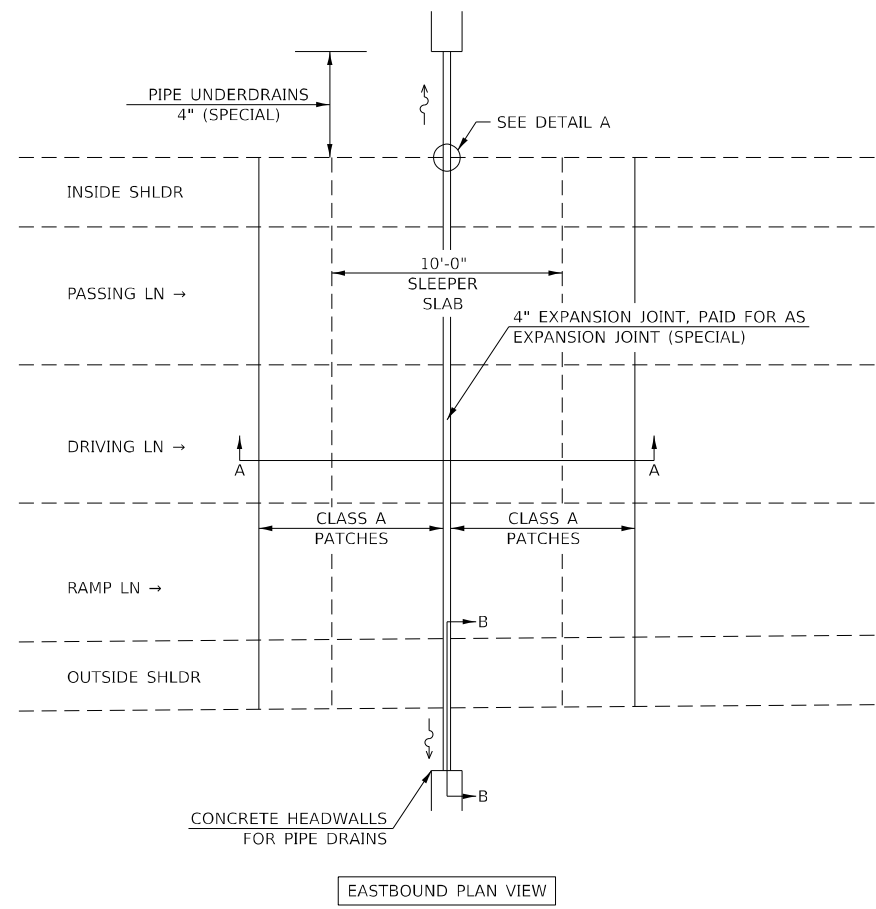 PIPE UNDERDRAINS
4" (SPECIAL)
SEE DETAIL A
INSIDE SHLDR
10'-0"
SLEEPER
SLAB
PASSING LN →
4" EXPANSION JOINT, PAID FOR AS
EXPANSION JOINT (SPECIAL)
DRIVING LN →
A
A
CLASS A
PATCHES
CLASS A
PATCHES
RAMP LN →
B
OUTSIDE SHLDR
B
CONCRETE HEADWALLS
FOR PIPE DRAINS
EASTBOUND PLAN VIEW